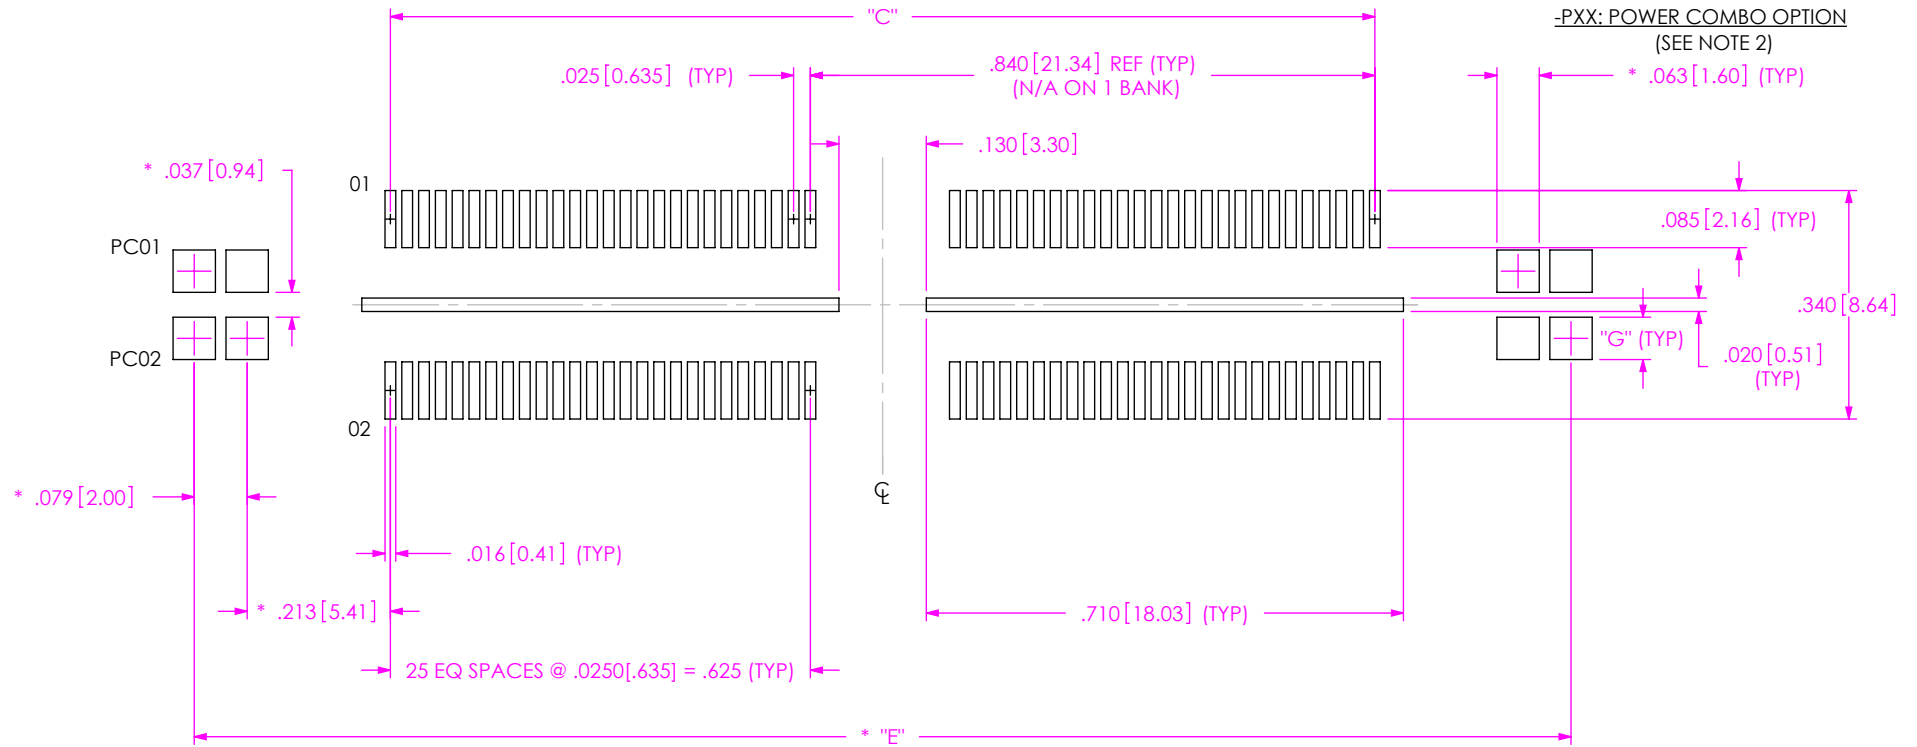 "C"
-PXX: POWER COMBO OPTION
(SEE NOTE 2)
.025[0.635] (TYP)
.840[21.34] REF (TYP)
(N/A ON 1 BANK)
* .063[1.60] (TYP)
.130[3.30]
* .037[0.94]
01
.085[2.16] (TYP)
PC01
.340[8.64]
"G" (TYP)
PC02
.020[0.51]
(TYP)
02
* .079[2.00]
℄
.016[0.41] (TYP)
* .213[5.41]
.710[18.03] (TYP)
25 EQ SPACES @ .0250[.635] = .625 (TYP)
* "E"